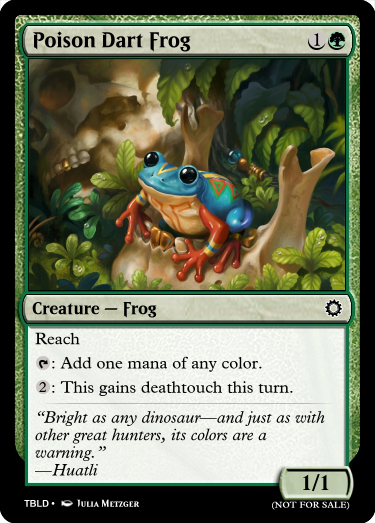 Poison Dart Frog 1
Creature — Frog
Reach
: Add one mana of any color.
2: This gains deathtouch this turn.
“Bright as any dinosaur—and just as with
other great hunters, its colors are a
warning.”
—Huatli
1/1
TBLD • Julia Metzger
(NOT FOR SALE)